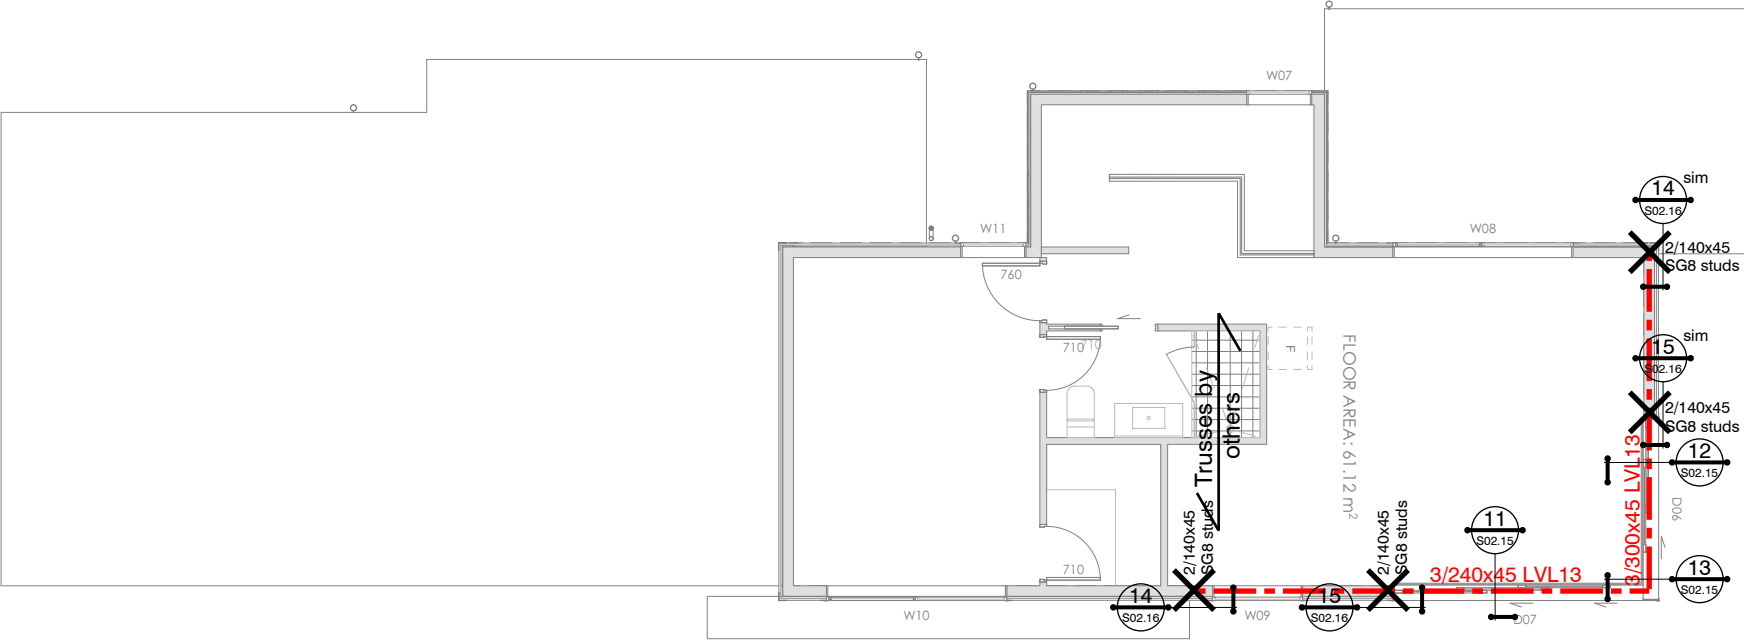 W07
14
sim
S02.16
W11
W08
2/140x45
SG8 studs
760
15
sim
S02.16
710
710
F
FLOOR AREA: 61.12 m²
Trusses by
others
2/140x45
SG8 studs
3/300x45 LVL13
12
S02.15
D06
2/140x45
SG8 studs
2/140x45
SG8 studs
11
S02.15
710
3/240x45 LVL13
13
S02.15
14
S02.16
15
S02.16
W10
W09
D07